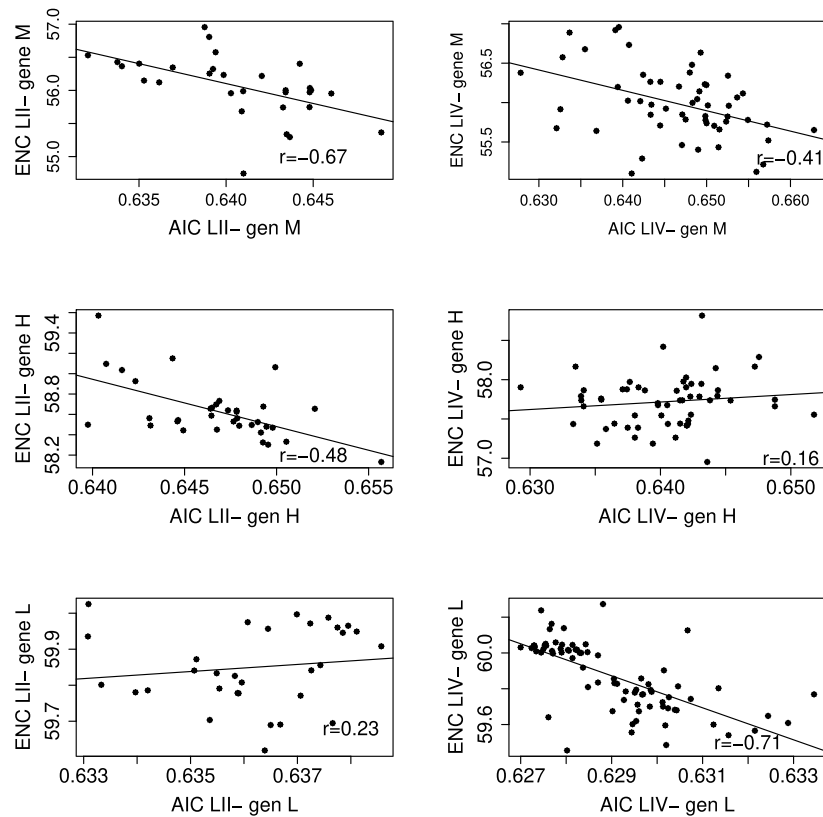 57.0
56.0
55.0
ENC LII− gene M
r=−0.67
0.635 0.640 0.645
AIC LII− gen M
56.5
55.5
ENC LIV− gene M
r=−0.41
0.630 0.640 0.650 0.660
AIC LIV− gen M
59.4
58.8
58.2
ENC LII− gene H
r=−0.48
0.640 0.645 0.650 0.655
AIC LII− gen H
58.0
57.0
ENC LIV− gene H
r=0.16
0.630 0.640 0.650
AIC LIV− gen H
59.9
59.7
ENC LII− gene L
r=0.23
0.633 0.635 0.637
AIC LII− gen L
60.0
59.6
ENC LIV− gene L
r=−0.71
0.627 0.629 0.631 0.633
AIC LIV− gen L